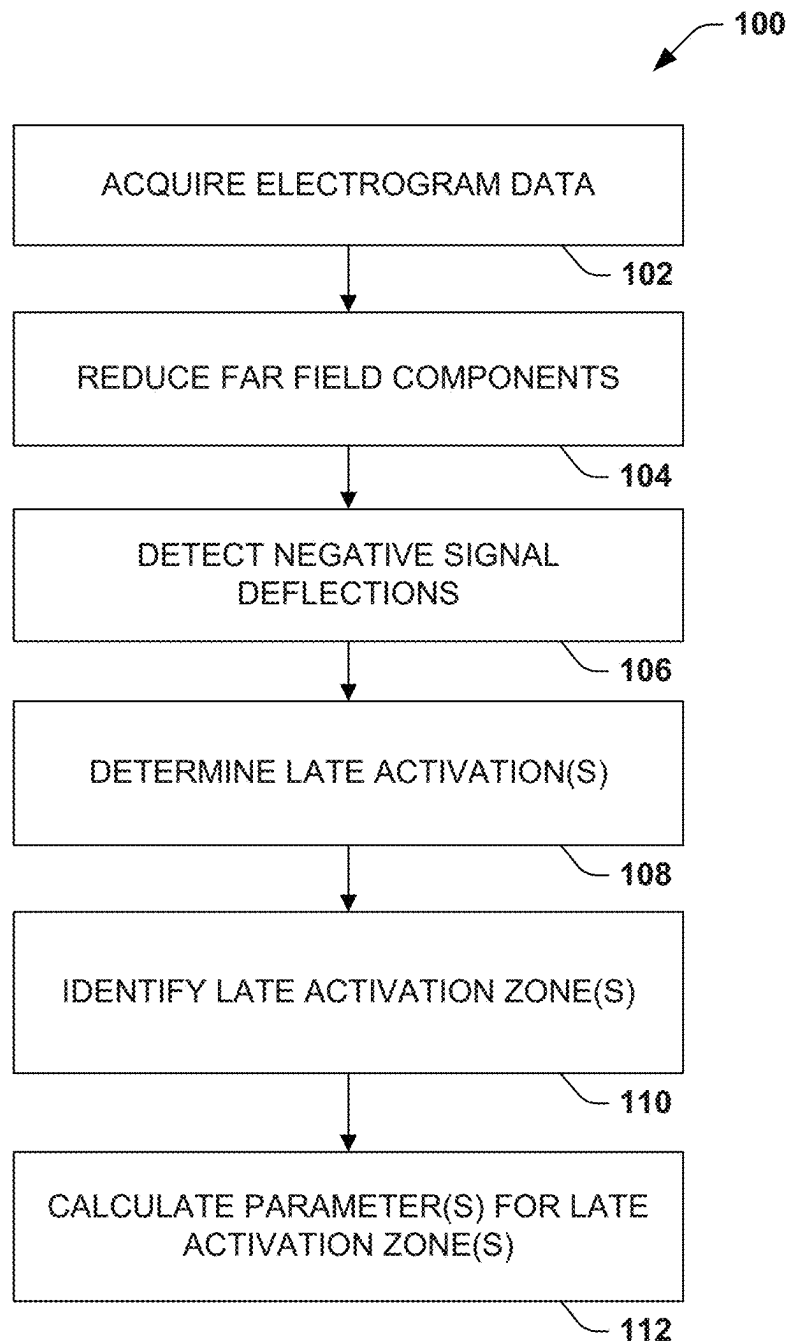 100
ACQUIRE ELECTROGRAM DATA
102
REDUCE FAR FIELD COMPONENTS
104
DETECT NEGATIVE SIGNAL
DEFLECTIONS
106
DETERMINE LATE ACTIVATION(S)
108
IDENTIFY LATE ACTIVATION ZONE(S)
110
CALCULATE PARAMETER(S) FOR LATE
ACTIVATION ZONE(S)
112